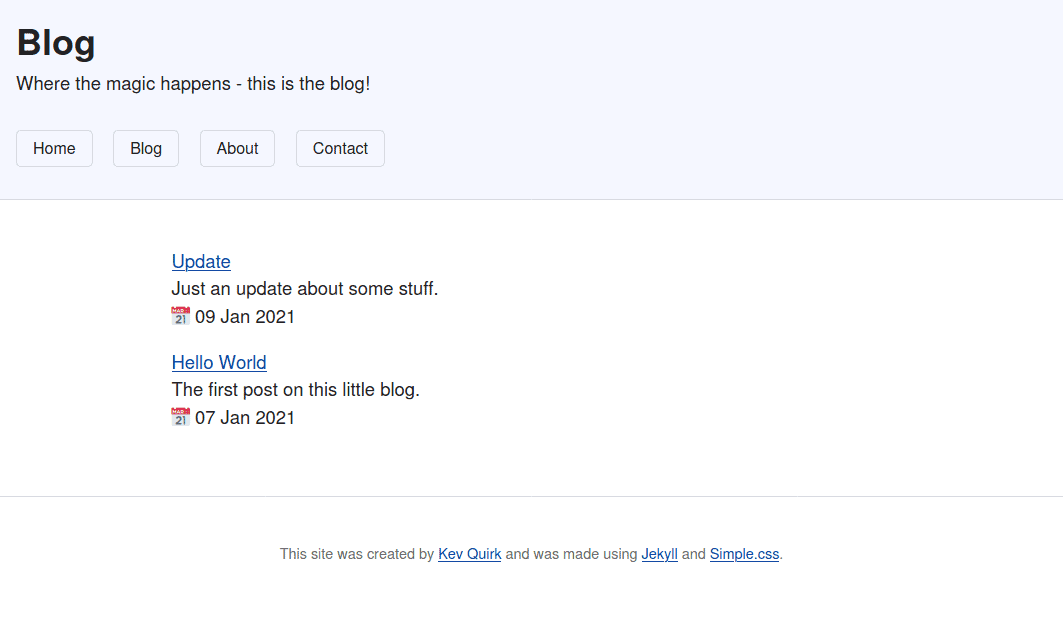 Blog
Where the magic happens - this is the blog!
Home Blog About Contact
Update
Just an update about some stuff.
📅 09 Jan 2021
Hello World
The first post on this little blog.
📅 07 Jan 2021
This site was created by Kev Quirk and was made using Jekyll and Simple.css.